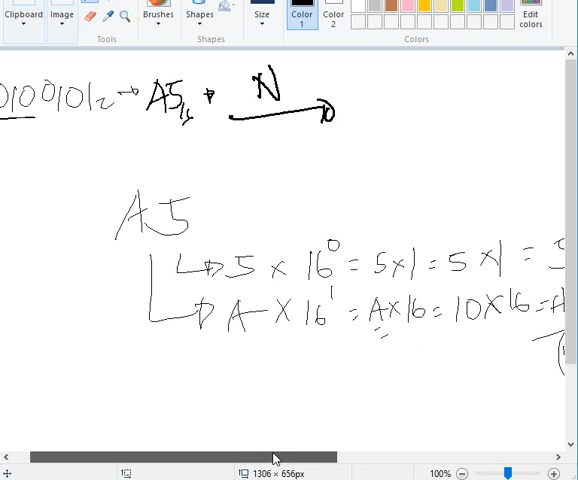 Clipboard Image Brushes Shapes Size Color 1 Color 2 Edit colors
Tools Shapes Colors
0100101₂ → A5₁₆ → N
A5
→ 5 × 16⁰ = 5×1 = 5×1 =
→ A × 16¹ = A×16 = 10×16 =
1306 × 656px 100%